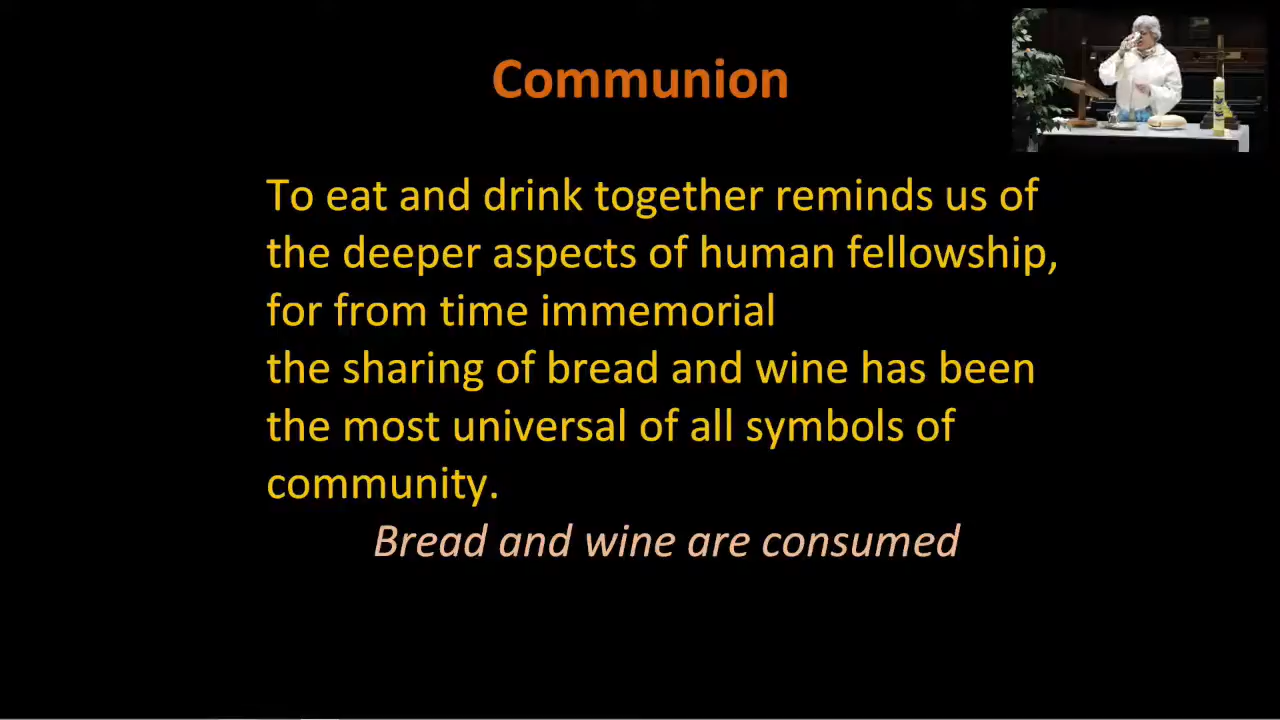 Communion
To eat and drink together reminds us of
the deeper aspects of human fellowship,
for from time immemorial
the sharing of bread and wine has been
the most universal of all symbols of
community.
Bread and wine are consumed